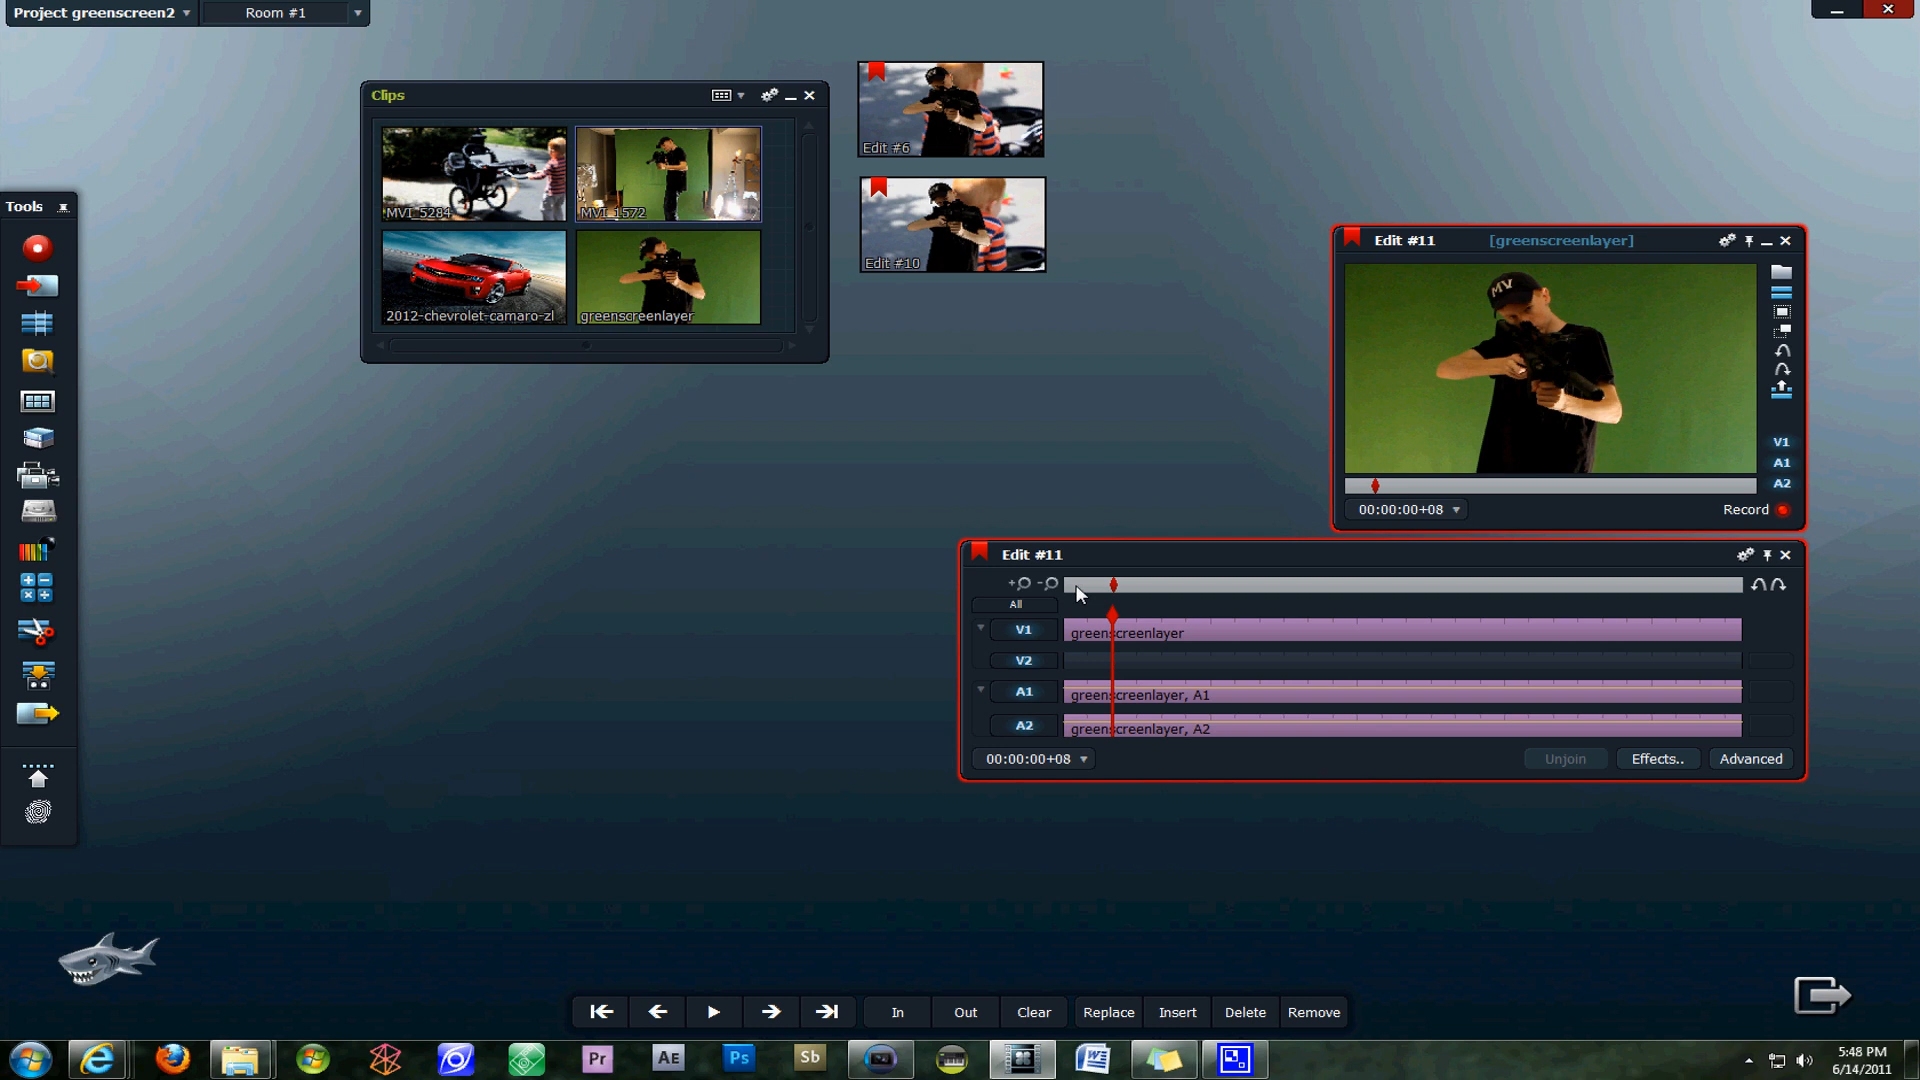 Project greenscreen2
Room #1
Clips
MVI_5284
MVI_1572
2012-chevrolet-camaro-zl
greenscreenlayer
Edit #6
Edit #10
Tools
Edit #11 [greenscreenlayer]
MV
V1
A1
A2
00:00:00+08
Record
Edit #11
All
V1 greenscreenlayer
V2
A1 greenscreenlayer, A1
A2 greenscreenlayer, A2
00:00:00+08
Unjoin Effects.. Advanced
In Out Clear Replace Insert Delete Remove
Pr AE Ps Sb
5:48 PM
6/14/2011